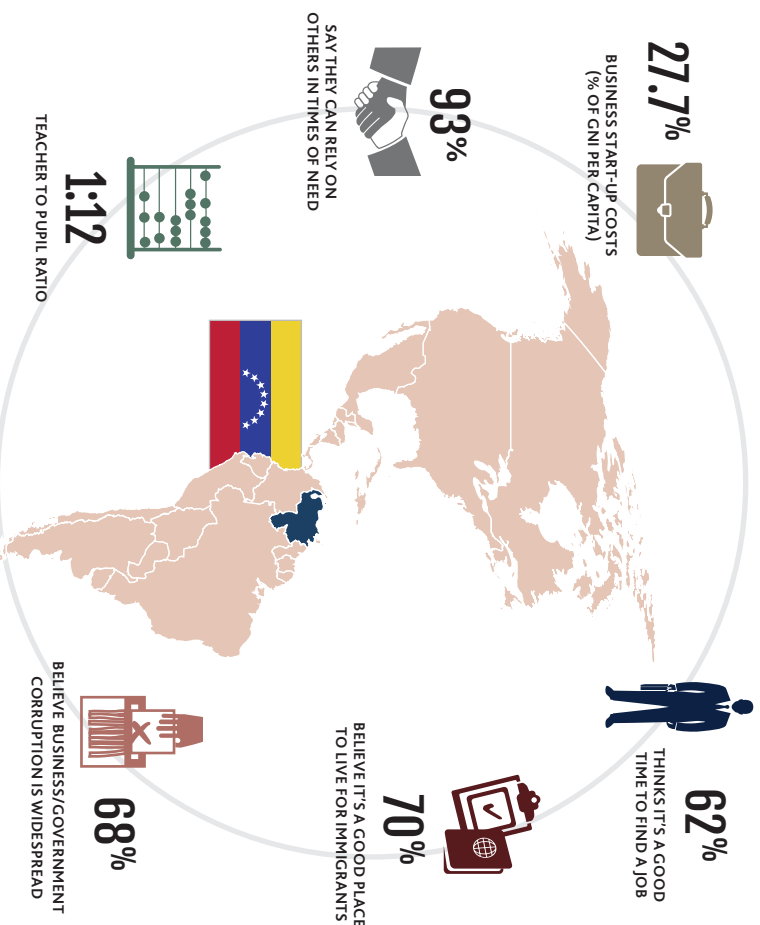 27.7%
BUSINESS START-UP COSTS
(% OF GNI PER CAPITA)
62%
THINKS IT'S A GOOD
TIME TO FIND A JOB
93%
SAY THEY CAN RELY ON
OTHERS IN TIMES OF NEED
70%
BELIEVE IT'S A GOOD PLACE
TO LIVE FOR IMMIGRANTS
1:12
TEACHER TO PUPIL RATIO
68%
BELIEVE BUSINESS/GOVERNMENT
CORRUPTION IS WIDESPREAD